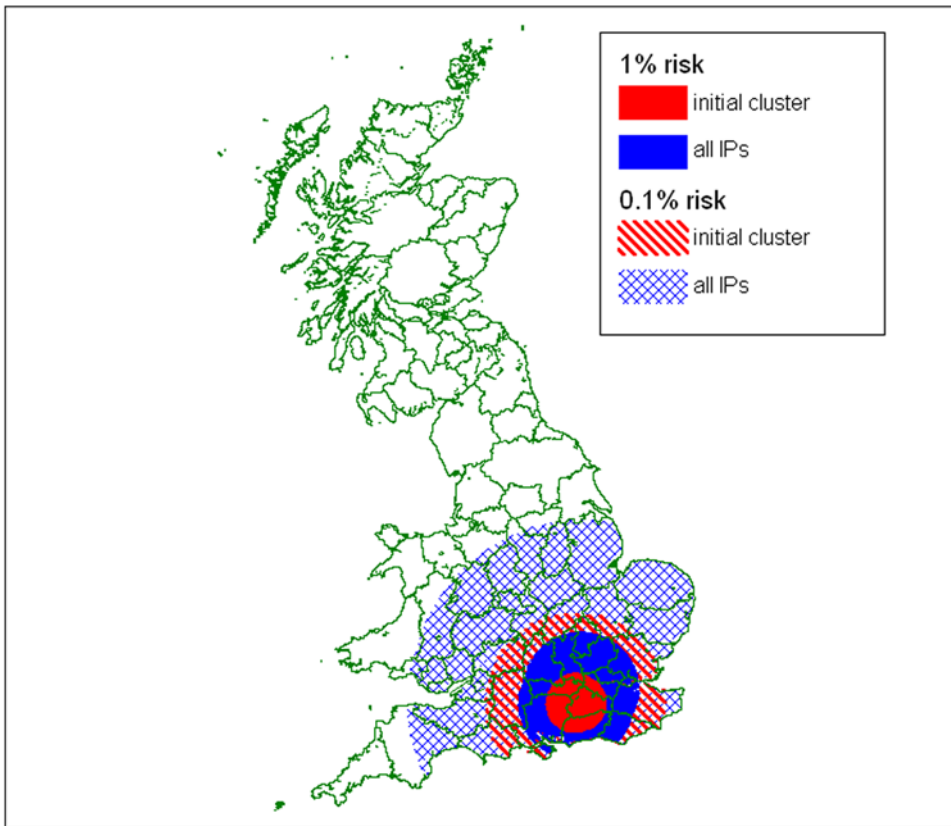 1% risk
initial cluster
all IPs
0.1% risk
initial cluster
all IPs